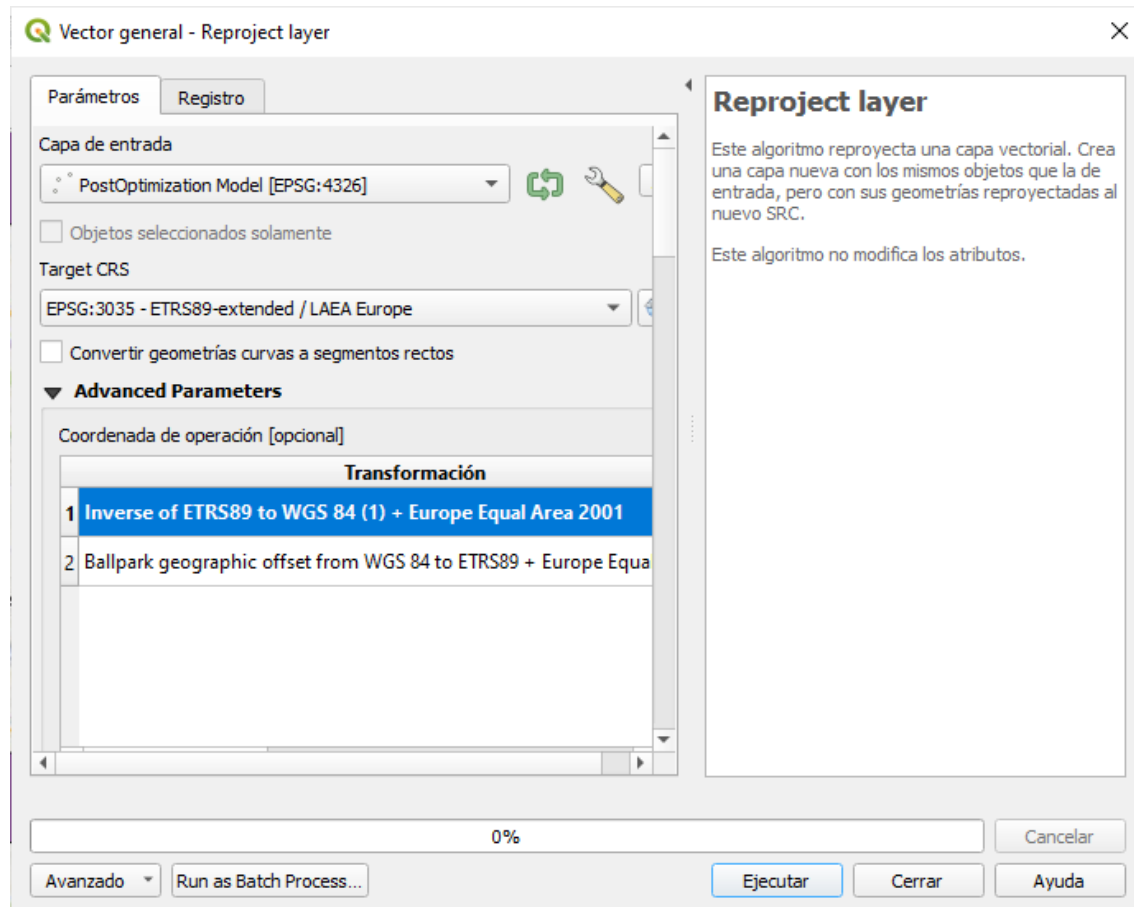 Vector general - Reproject layer
Parámetros
Registro
Capa de entrada
PostOptimization Model [EPSG:4326]
Objetos seleccionados solamente
Target CRS
EPSG:3035 - ETRS89-extended / LAEA Europe
Convertir geometrías curvas a segmentos rectos
Advanced Parameters
Coordenada de operación [opcional]
Transformación
1 Inverse of ETRS89 to WGS 84 (1) + Europe Equal Area 2001
2 Ballpark geographic offset from WGS 84 to ETRS89 + Europe Equa
Reproject layer
Este algoritmo reproyecta una capa vectorial. Crea
una capa nueva con los mismos objetos que la de
entrada, pero con sus geometrías reproyectadas al
nuevo SRC.
Este algoritmo no modifica los atributos.
0%
Cancelar
Avanzado
Run as Batch Process...
Ejecutar
Cerrar
Ayuda